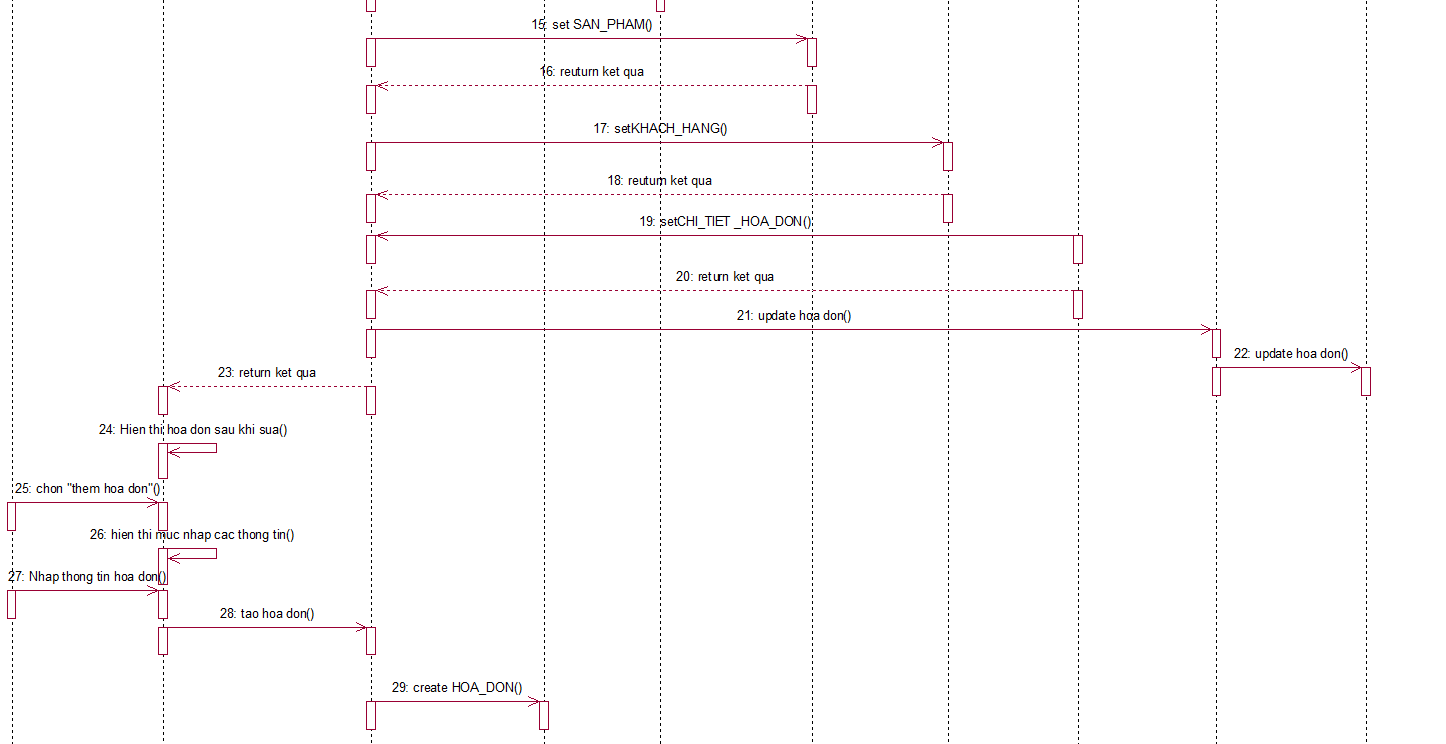 15: set SAN_PHAM()
16: reuturn ket qua
17: setKHACH_HANG()
18: reuturn ket qua
19: setCHI_TIET _HOA_DON()
20: return ket qua
21: update hoa don()
22: update hoa don()
23: return ket qua
24: Hien thi hoa don sau khi sua()
25: chon "them hoa don"()
26: hien thi muc nhap cac thong tin()
27: Nhap thong tin hoa don()
28: tao hoa don()
29: create HOA_DON()